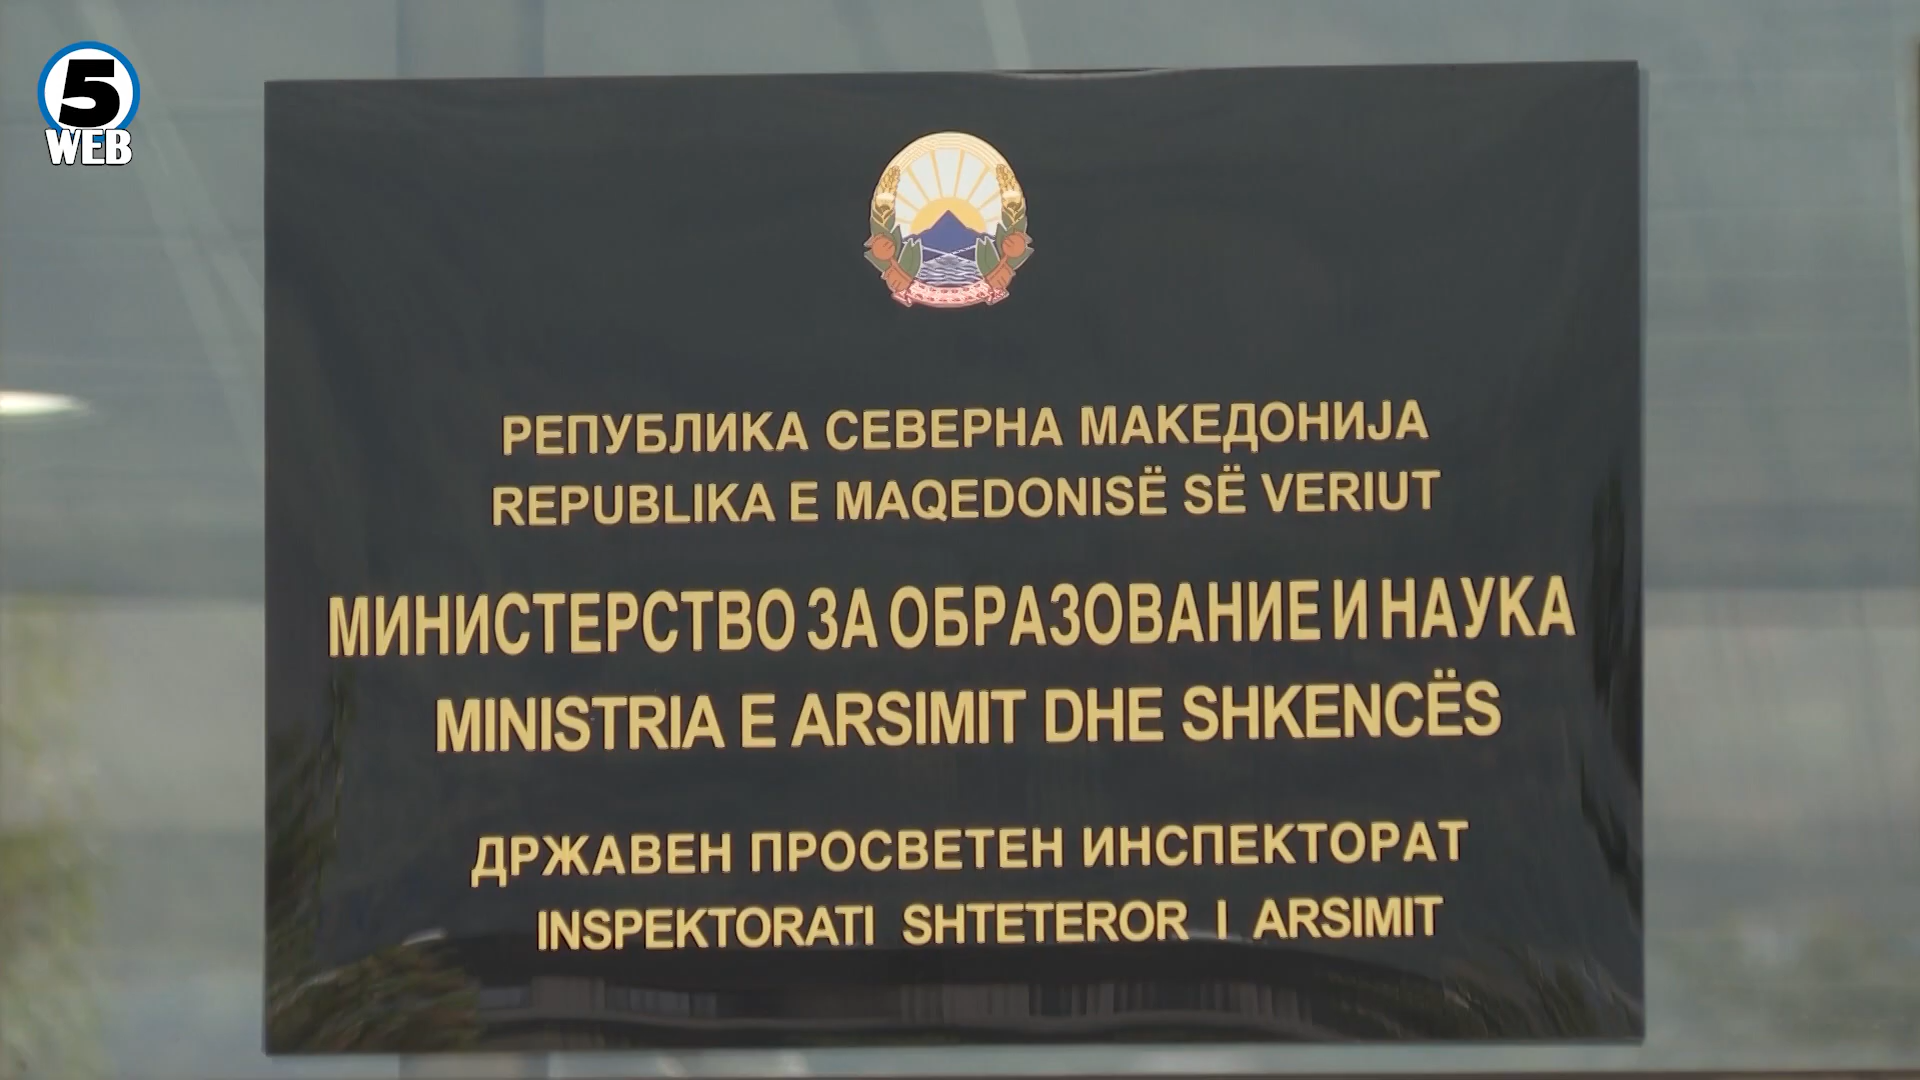 5
WEB
РЕПУБЛИКА СЕВЕРНА МАКЕДОНИЈА
REPUBLIKA E MAQEDONISË SË VERIUT
МИНИСТЕРСТВО ЗА ОБРАЗОВАНИЕ И НАУКА
MINISTRIA E ARSIMIT DHE SHKENCËS
ДРЖАВЕН ПРОСВЕТЕН ИНСПЕКТОРАТ
INSPEKTORATI SHTETEROR I ARSIMIT